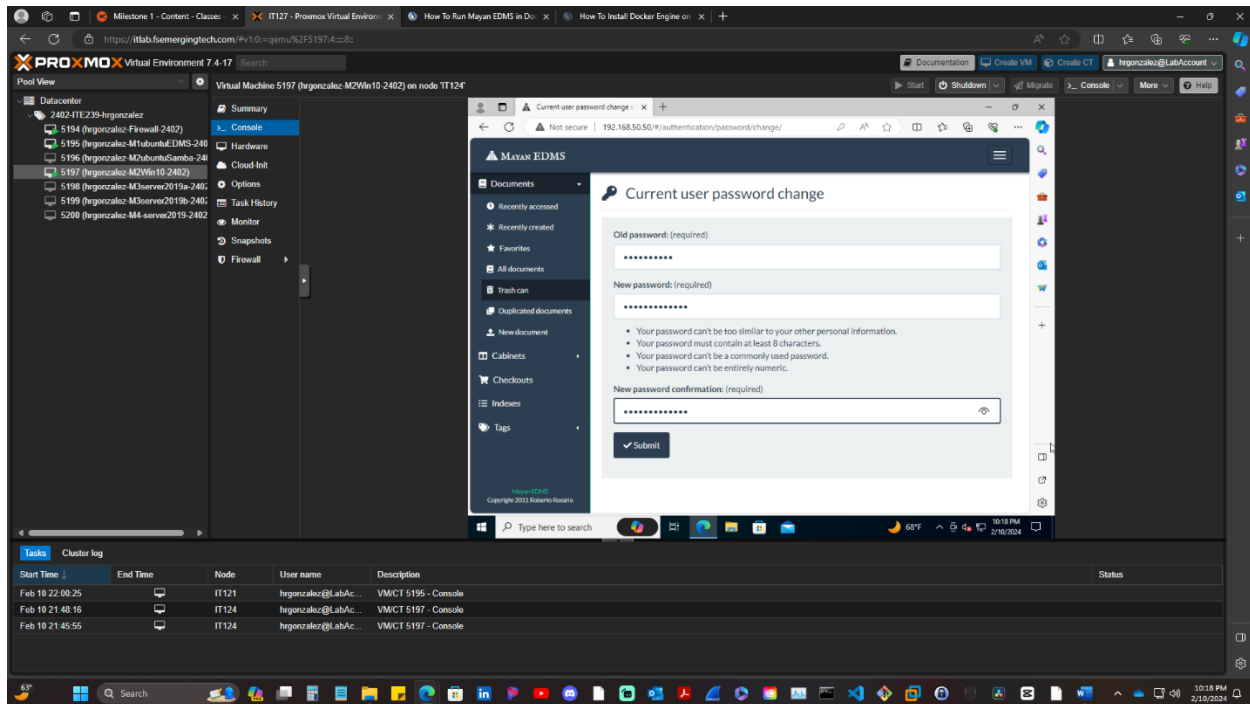 Milestone 1 - Content - Classes
IT127 - Proxmox Virtual Environ
How To Run Mayan EDMS in Doc
How To Install Docker Engine on
https://itlab.fsemergingtech.com/#v1:0:=qemu%2F5197:4:::::8::
PROXMOX Virtual Environment 7.4-17 Search
Documentation Create VM Create CT hrgonzalez@LabAccount
Pool View
Virtual Machine 5197 (hrgonzalez-M2Win10-2402) on node 'IT124'
Start Shutdown Migrate Console More Help
Datacenter
2402-ITE239-hrgonzalez
5194 (hrgonzalez-Firewall-2402)
5195 (hrgonzalez-M1ubuntuEDMS-240
5196 (hrgonzalez-M2ubuntuSamba-240
5197 (hrgonzalez-M2Win10-2402)
5198 (hrgonzalez-M3server2019a-2402
5199 (hrgonzalez-M3server2019b-2402
5200 (hrgonzalez-M4-server2019-2402
Summary
Console
Hardware
Cloud-Init
Options
Task History
Monitor
Snapshots
Firewall
Current user password change :
Not secure 192.168.50.50/#/authentication/password/change/
MAYAN EDMS
Documents
Recently accessed
Recently created
Favorites
All documents
Trash can
Duplicated documents
New document
Cabinets
Checkouts
Indexes
Tags
Mayan EDMS
Copyright 2011 Roberto Rosario
Current user password change
Old password: (required)
New password: (required)
Your password can't be too similar to your other personal information.
Your password must contain at least 8 characters.
Your password can't be a commonly used password.
Your password can't be entirely numeric.
New password confirmation: (required)
Submit
Type here to search
68°F
10:18 PM
2/10/2024
Tasks Cluster log
Start Time End Time Node User name Description Status
Feb 10 22:00:25 IT121 hrgonzalez@LabAc... VM/CT 5195 - Console
Feb 10 21:48:16 IT124 hrgonzalez@LabAc... VM/CT 5197 - Console
Feb 10 21:45:55 IT124 hrgonzalez@LabAc... VM/CT 5197 - Console
63°
Search
10:18 PM
2/10/2024